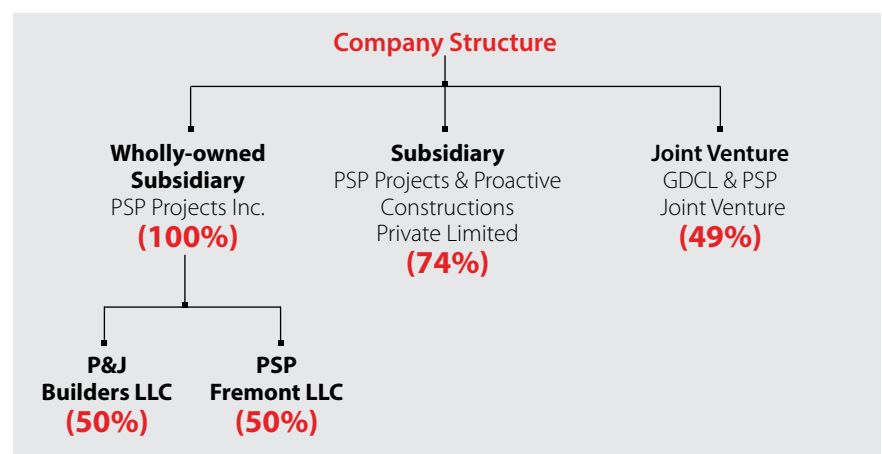 Company Structure
Wholly-owned
Subsidiary
PSP Projects Inc.
(100%)
Subsidiary
PSP Projects & Proactive
Constructions
Private Limited
(74%)
Joint Venture
GDCL & PSP
Joint Venture
(49%)
P&J
Builders LLC
(50%)
PSP
Fremont LLC
(50%)